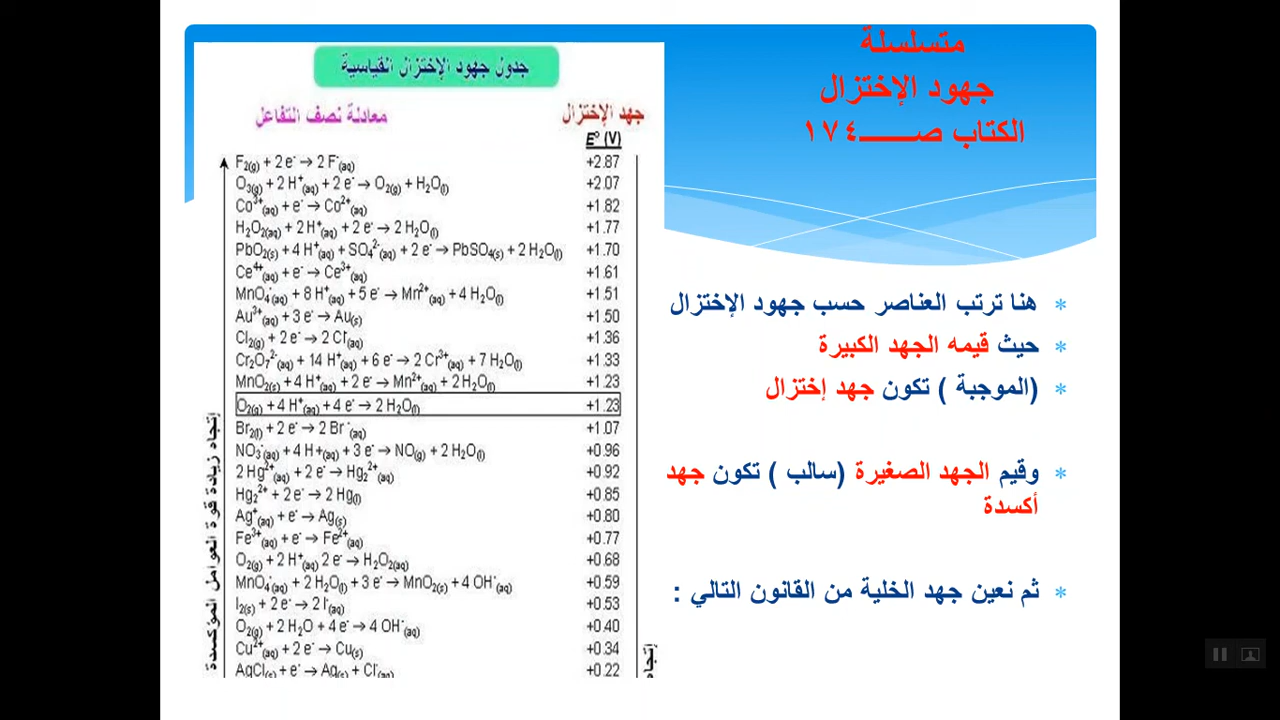 متسلسلة
جهود الإختزال
الكتاب صــــــ١٧٤
هنا ترتب العناصر حسب جهود الإختزال
حيث قيمه الجهد الكبيرة
(الموجبة ) تكون جهد إختزال
وقيم الجهد الصغيرة (سالب ) تكون جهد
أكسدة
ثم نعين جهد الخلية من القانون التالي :
جدول جهود الإختزال القياسية
معادلة نصف التفاعل
جهد الإختزال
E° (V)
F2(g) + 2 e- → 2 F-(aq) +2.87
O3(g) + 2 H+(aq) + 2 e- → O2(g) + H2O(l) +2.07
Co3+(aq) + e- → Co2+(aq) +1.82
H2O2(aq) + 2 H+(aq) + 2 e- → 2 H2O(l) +1.77
PbO2(s) + 4 H+(aq) + SO42-(aq) + 2 e- → PbSO4(s) + 2 H2O(l) +1.70
Ce4+(aq) + e- → Ce3+(aq) +1.61
MnO4-(aq) + 8 H+(aq) + 5 e- → Mn2+(aq) + 4 H2O(l) +1.51
Au3+(aq) + 3 e- → Au(s) +1.50
Cl2(g) + 2 e- → 2 Cl-(aq) +1.36
Cr2O72-(aq) + 14 H+(aq) + 6 e- → 2 Cr3+(aq) + 7 H2O(l) +1.33
MnO2(s) + 4 H+(aq) + 2 e- → Mn2+(aq) + 2 H2O(l) +1.23
O2(g) + 4 H+(aq) + 4 e- → 2 H2O(l) +1.23
Br2(l) + 2 e- → 2 Br-(aq) +1.07
NO3-(aq) + 4 H+(aq) + 3 e- → NO(g) + 2 H2O(l) +0.96
2 Hg2+(aq) + 2 e- → Hg22+(aq) +0.92
Hg22+ + 2 e- → 2 Hg(l) +0.85
Ag+(aq) + e- → Ag(s) +0.80
Fe3+(aq) + e- → Fe2+(aq) +0.77
O2(g) + 2 H+(aq) 2 e- → H2O2(aq) +0.68
MnO4-(aq) + 2 H2O(l) + 3 e- → MnO2(s) + 4 OH-(aq) +0.59
I2(s) + 2 e- → 2 I-(aq) +0.53
O2(g) + 2 H2O + 4 e- → 4 OH-(aq) +0.40
Cu2+(aq) + 2 e- → Cu(s) +0.34
AgCl(s) + e- → Ag(s) + Cl-(aq) +0.22
إتجاه زيادة قوة العوامل المؤكسدة